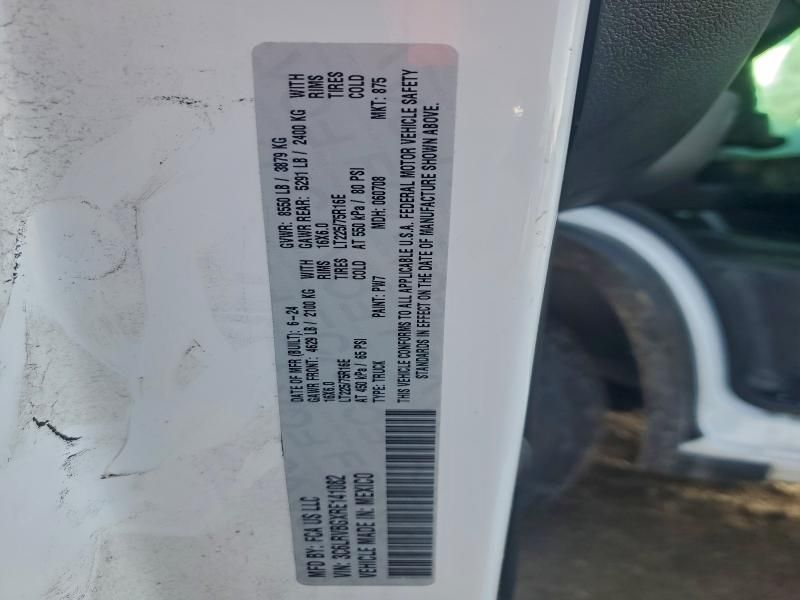 MFD BY: FCA US LLC
DATE OF MFR (BUILT): 6-24
GVWR: 8550 LB / 3879 KG
GAWR FRONT: 4629 LB / 2100 KG WITH
GAWR REAR: 5291 LB / 2400 KG WITH
16X6.0 RIMS
16X6.0 RIMS
LT225/75R16E TIRES
LT225/75R16E TIRES
AT 450 kPa / 65 PSI COLD
AT 550 kPa / 80 PSI COLD
VIN: 3C6LRVBGXRE141082
TYPE: TRUCK PAINT: PW7 MDH: 060708 MKT: 875
VEHICLE MADE IN: MEXICO
THIS VEHICLE CONFORMS TO ALL APPLICABLE U.S.A. FEDERAL MOTOR VEHICLE SAFETY
STANDARDS IN EFFECT ON THE DATE OF MANUFACTURE SHOWN ABOVE.